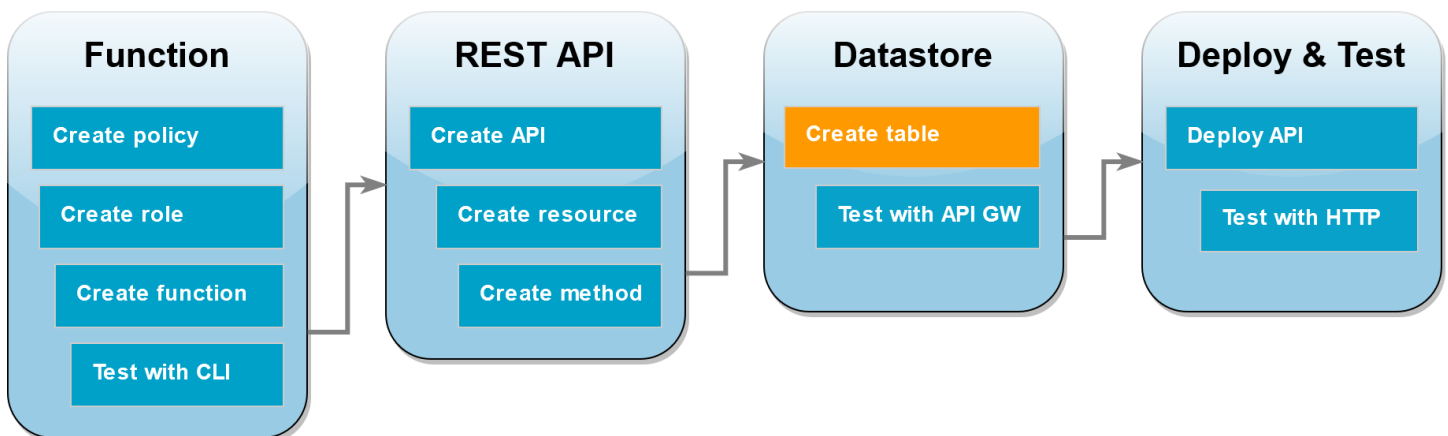 Function
Create policy
Create role
Create function
Test with CLI
REST API
Create API
Create resource
Create method
Datastore
Create table
Test with API GW
Deploy & Test
Deploy API
Test with HTTP